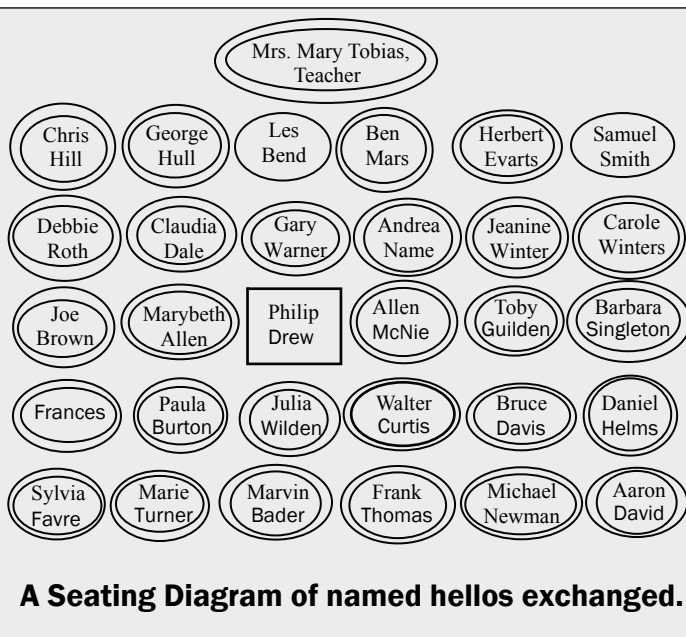 Mrs. Mary Tobias,
Teacher
Chris
Hill
George
Hull
Les
Bend
Ben
Mars
Herbert
Evarts
Samuel
Smith
Debbie
Roth
Claudia
Dale
Gary
Warner
Andrea
Name
Jeanine
Winter
Carole
Winters
Joe
Brown
Marybeth
Allen
Philip
Drew
Allen
McNie
Toby
Guilden
Barbara
Singleton
Frances
Paula
Burton
Julia
Wilden
Walter
Curtis
Bruce
Davis
Daniel
Helms
Sylvia
Favre
Marie
Turner
Marvin
Bader
Frank
Thomas
Michael
Newman
Aaron
David
A Seating Diagram of named hellos exchanged.